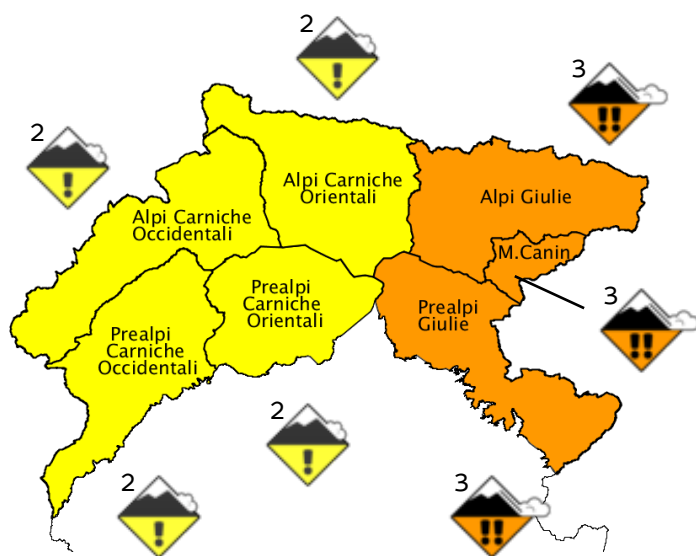 2
3
2
Alpi Carniche
Orientali
Alpi Giulie
Alpi Carniche
Occidentali
M.Canin
Prealpi
Carniche
Orientali
Prealpi
Giulie
3
Prealpi
Carniche
Occidentali
2
2
3